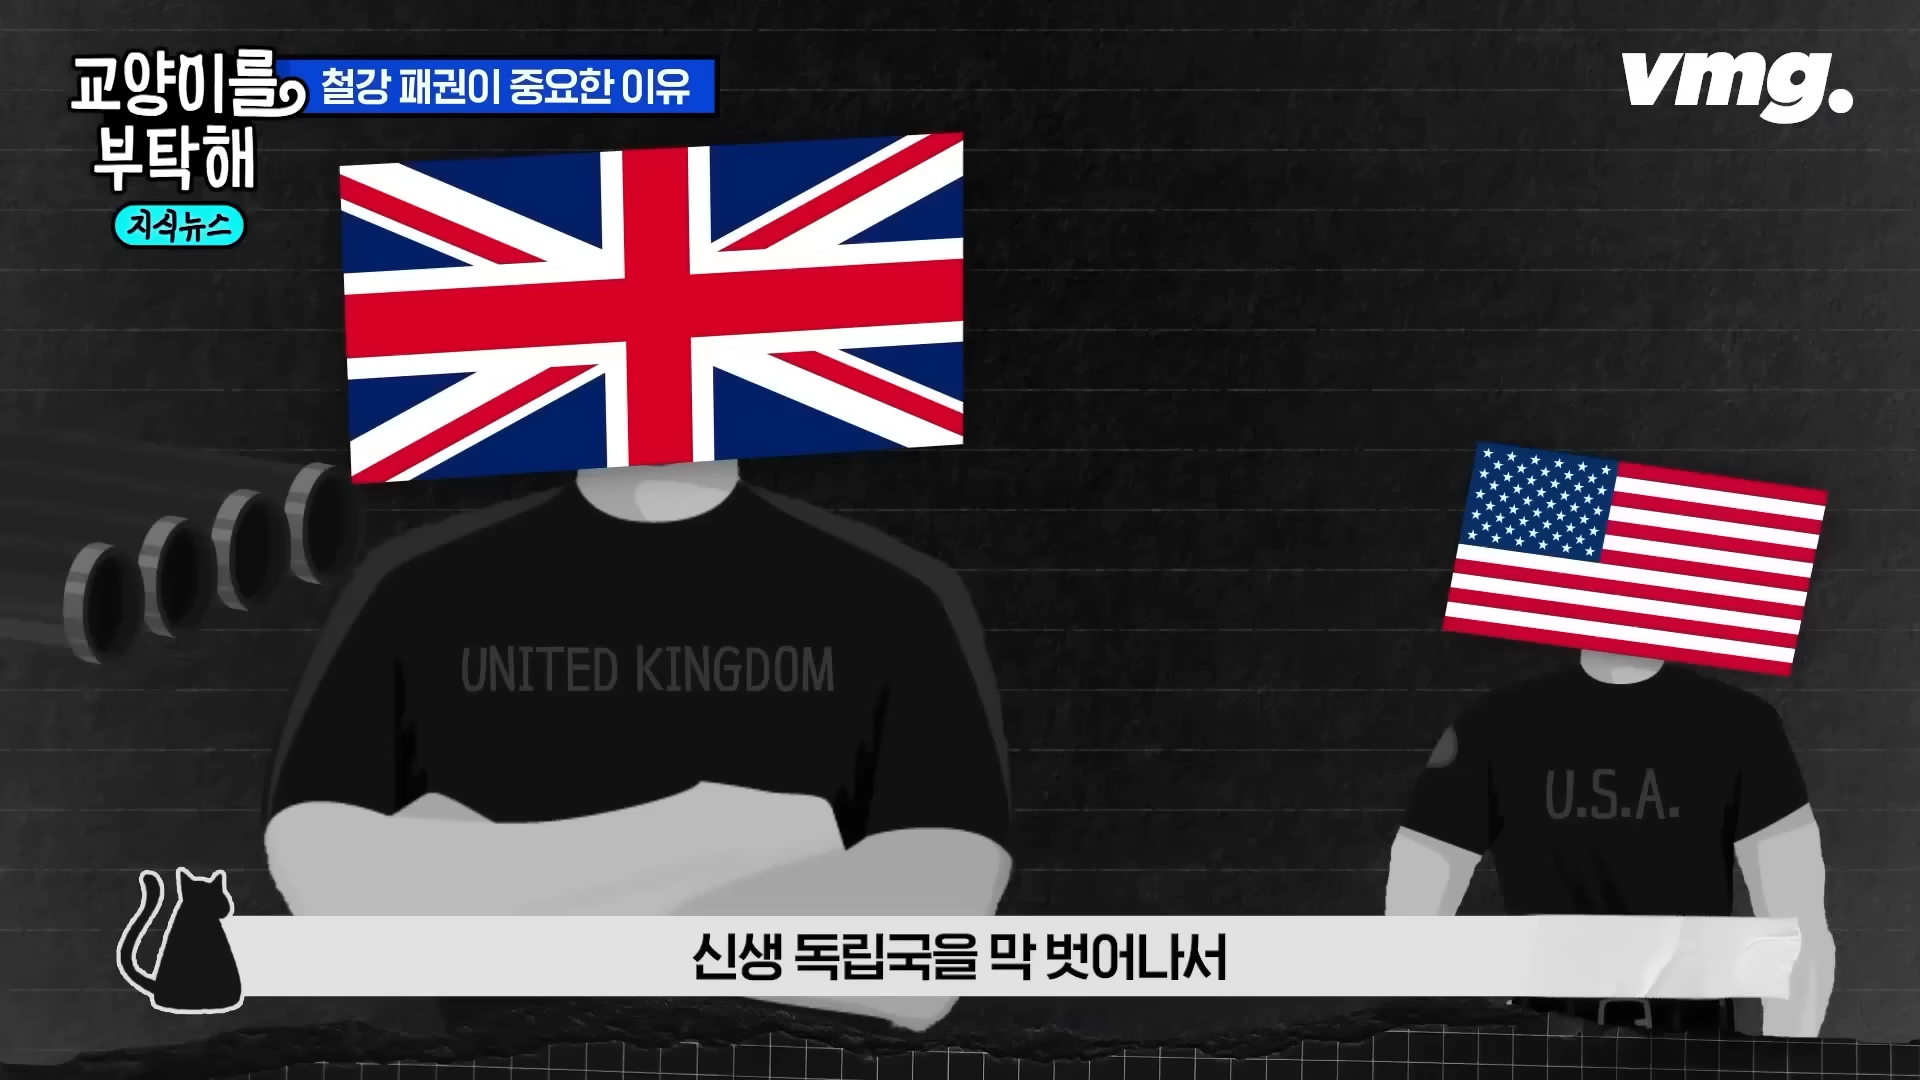 교양이를
부탁해
지식뉴스
철강 패권이 중요한 이유
vmg.
UNITED KINGDOM
U.S.A.
신생 독립국을 막 벗어나서